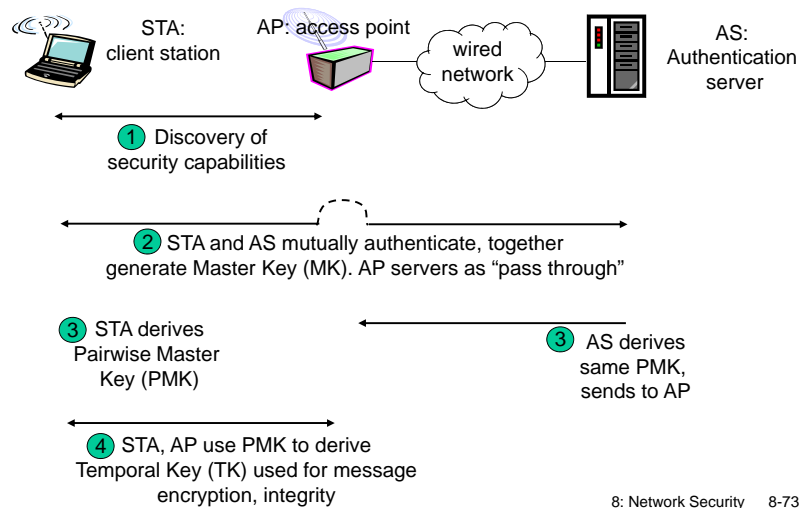 STA:
client station
AP: access point
wired
network
AS:
Authentication
server
1 Discovery of
security capabilities
2 STA and AS mutually authenticate, together
generate Master Key (MK). AP servers as “pass through”
3 STA derives
Pairwise Master
Key (PMK)
3 AS derives
same PMK,
sends to AP
4 STA, AP use PMK to derive
Temporal Key (TK) used for message
encryption, integrity
8: Network Security 8-73